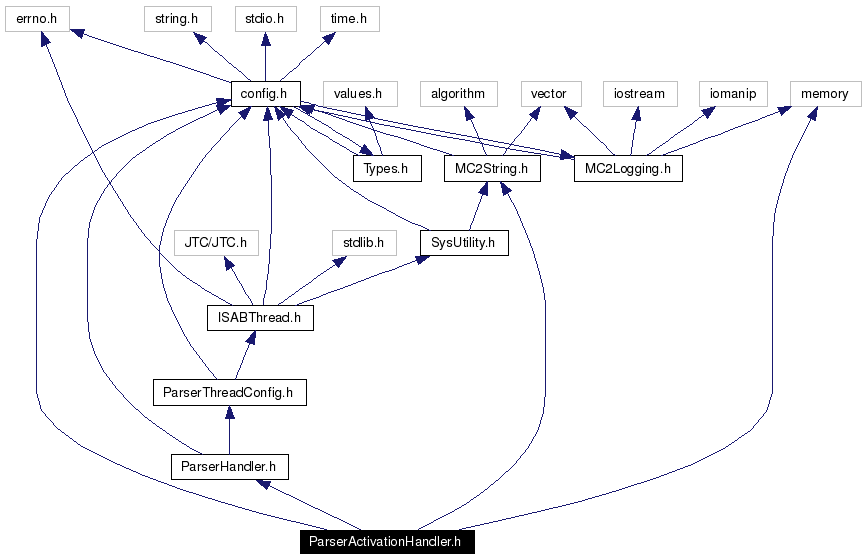 errno.h
string.h
stdio.h
time.h
config.h
values.h
algorithm
vector
iostream
iomanip
memory
Types.h
MC2String.h
MC2Logging.h
JTC/JTC.h
stdlib.h
SysUtility.h
ISABThread.h
ParserThreadConfig.h
ParserHandler.h
ParserActivationHandler.h